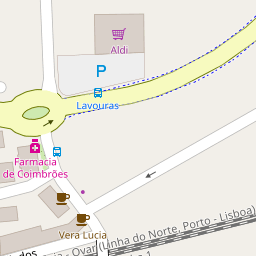 Aldi
P
Lavouras
Farmacia
de Coimbrões
Vera Lucia
- Ovar (Linha do Norte, Porto - Lisboa)